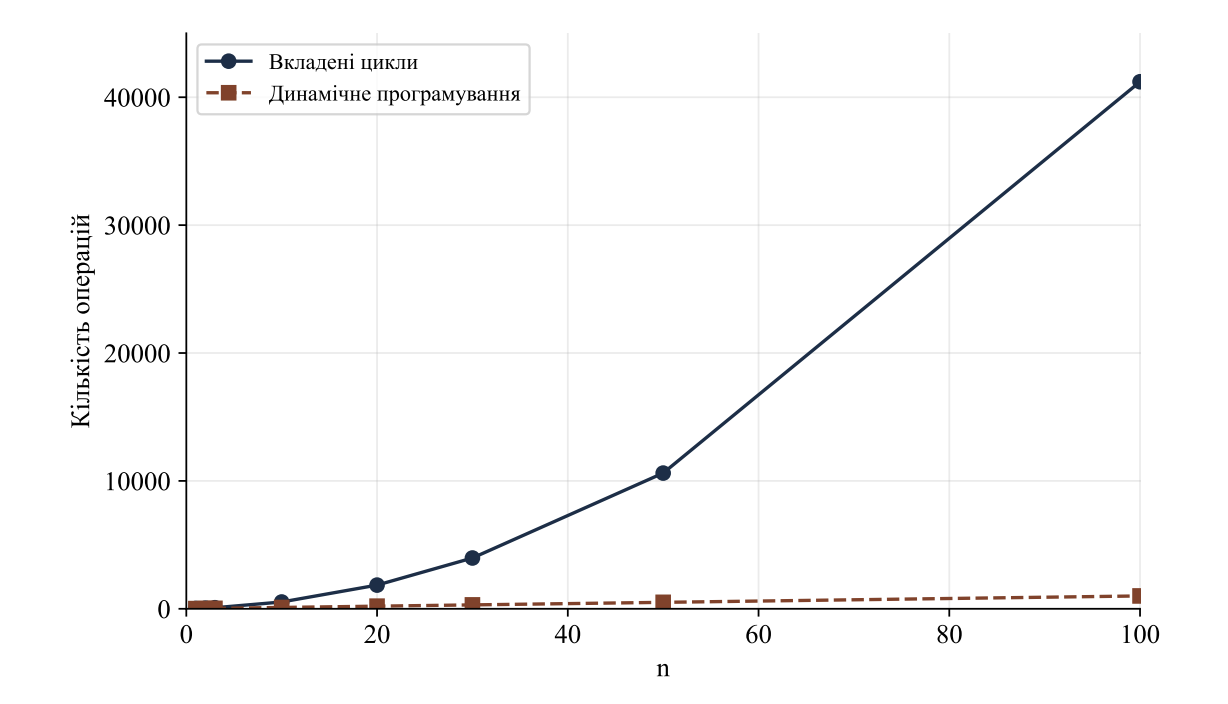 Вкладені цикли
Динамічне програмування
40000
30000
20000
10000
0
Кількість операцій
0 20 40 60 80 100
n